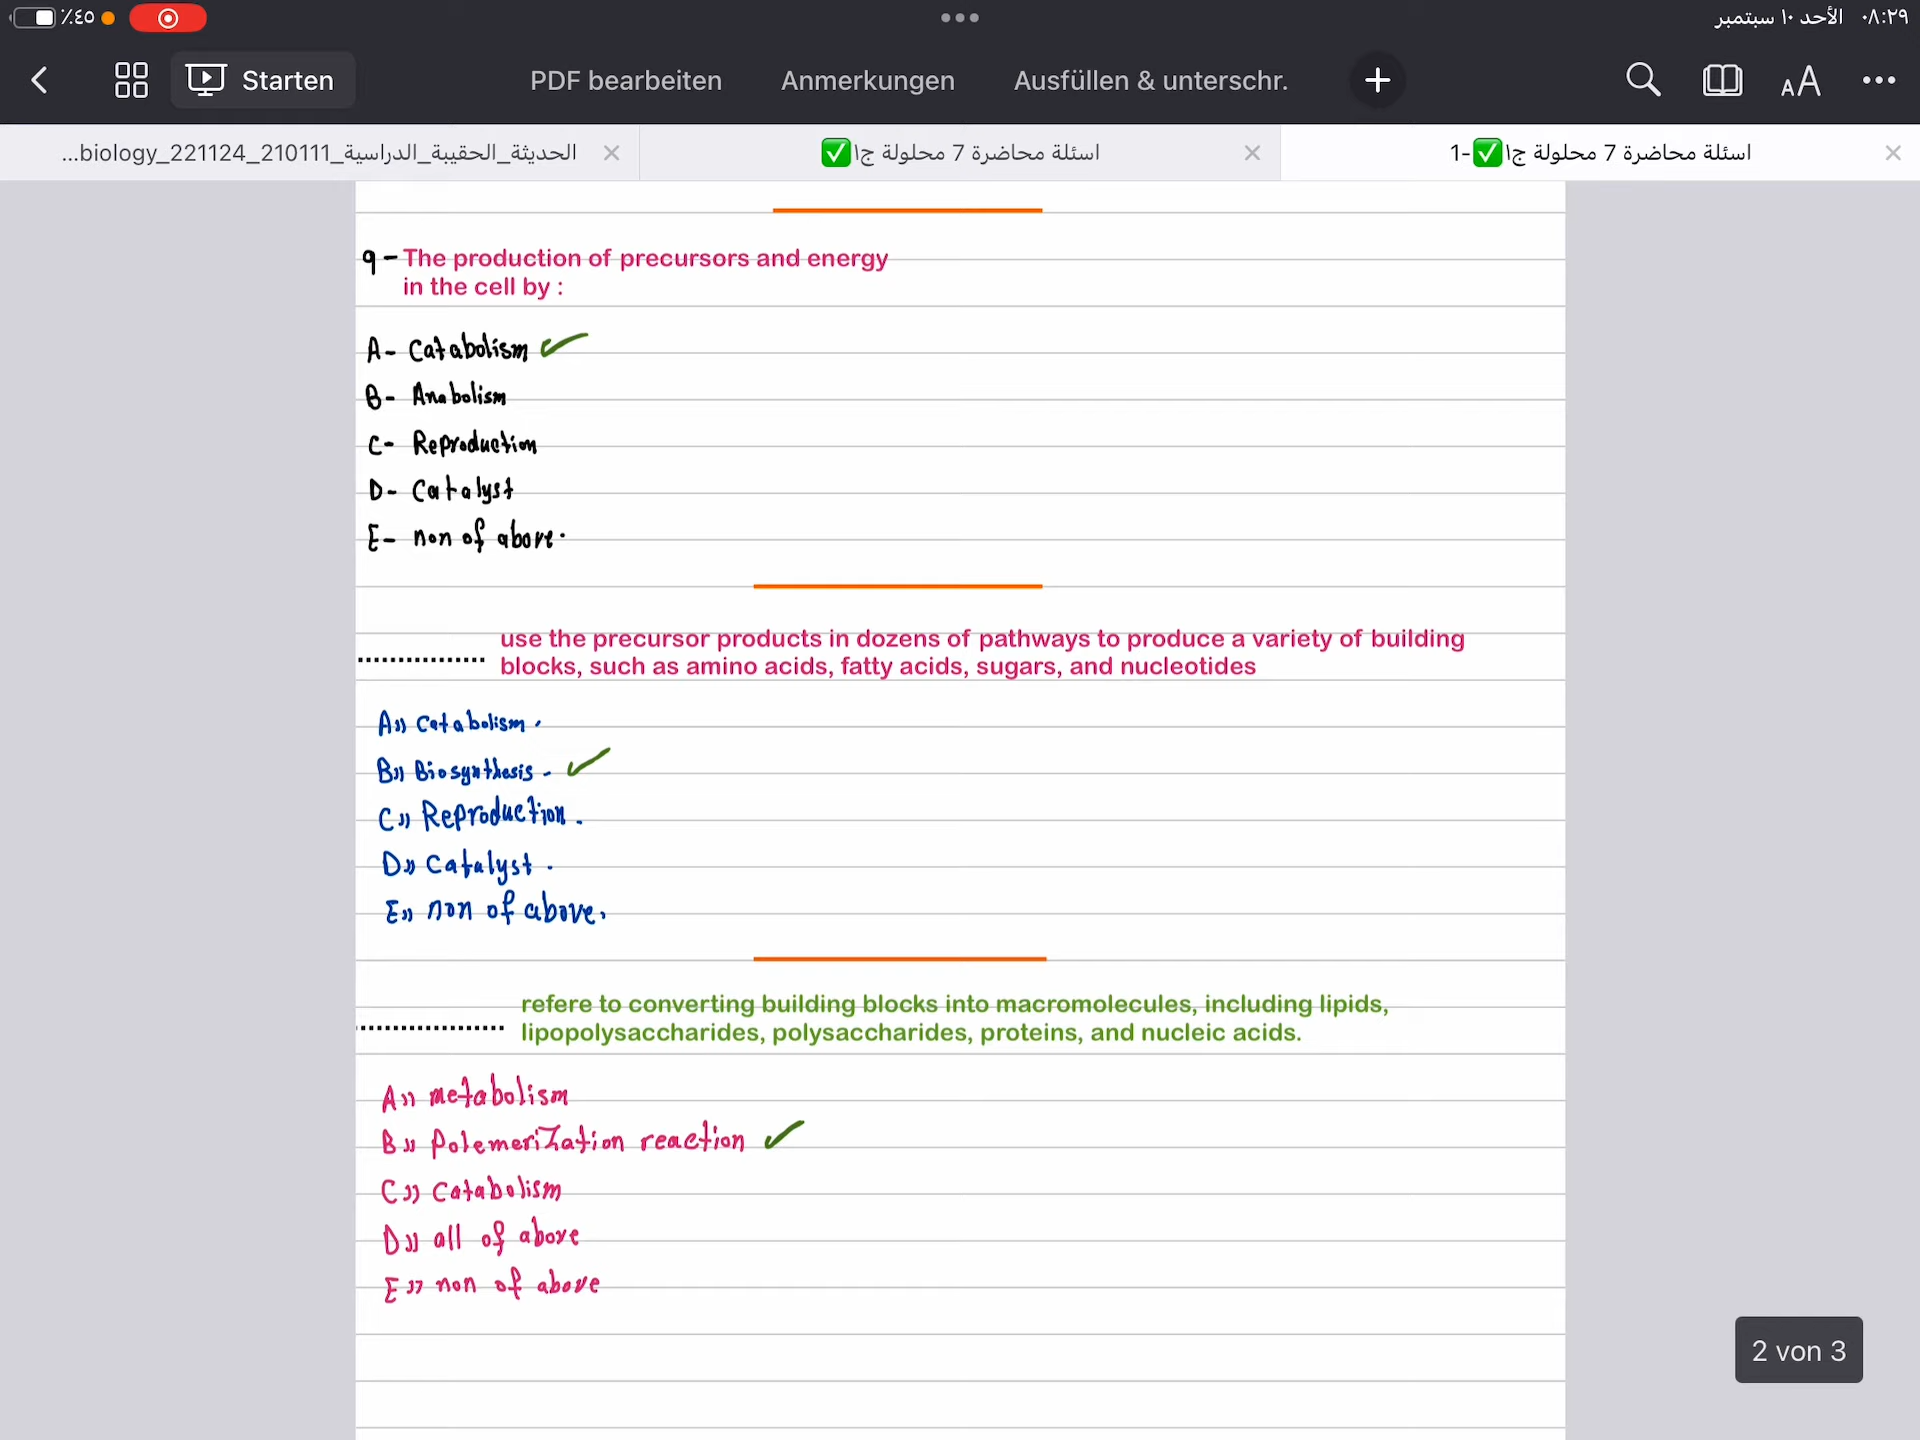 ٪٤٥
٠٨:٢٩ الأحد ١٠ سبتمبر
Starten
PDF bearbeiten
Anmerkungen
Ausfüllen & unterschr.
AA
...biology_221124_210111_الحديثة_الحقيبة_الدراسية
اسئلة محاضرة 7 محلولة ج١✅
اسئلة محاضرة 7 محلولة ج١✅-1
9- The production of precursors and energy
in the cell by :
A- Catabolism ✓
B- Anabolism
C- Reproduction
D- Catalyst
E- non of above.
................ use the precursor products in dozens of pathways to produce a variety of building
blocks, such as amino acids, fatty acids, sugars, and nucleotides
A» Catabolism.
B» Biosynthesis. ✓
C» Reproduction.
D» Catalyst.
E» non of above.
.................. refere to converting building blocks into macromolecules, including lipids,
lipopolysaccharides, polysaccharides, proteins, and nucleic acids.
A» metabolism
B» Polemerization reaction ✓
C» Catabolism
D» all of above
E» non of above
2 von 3